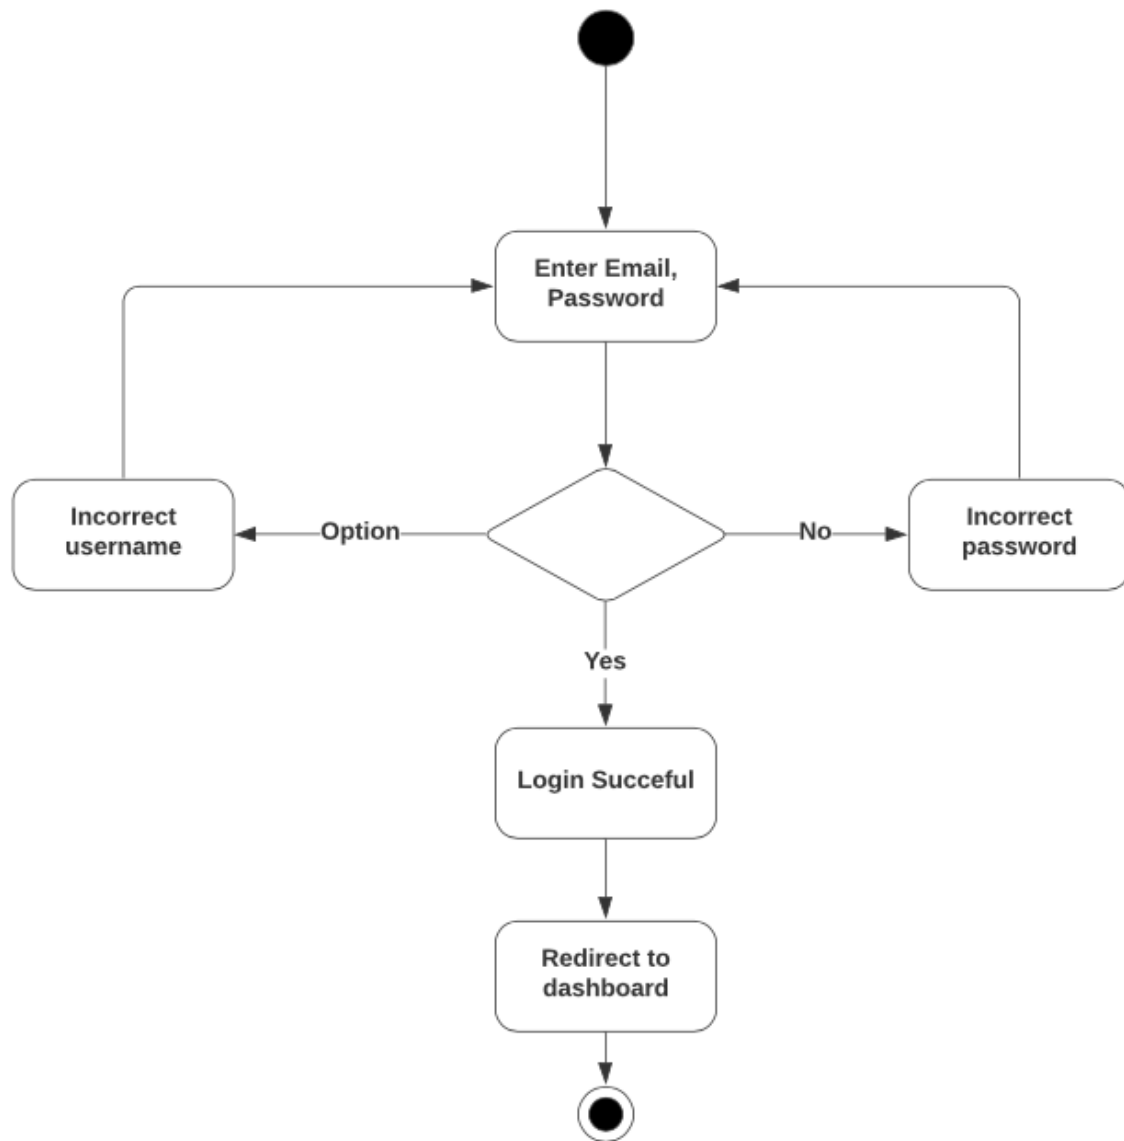 Enter Email,
Password
Incorrect
username
Option
No
Incorrect
password
Yes
Login Succeful
Redirect to
dashboard